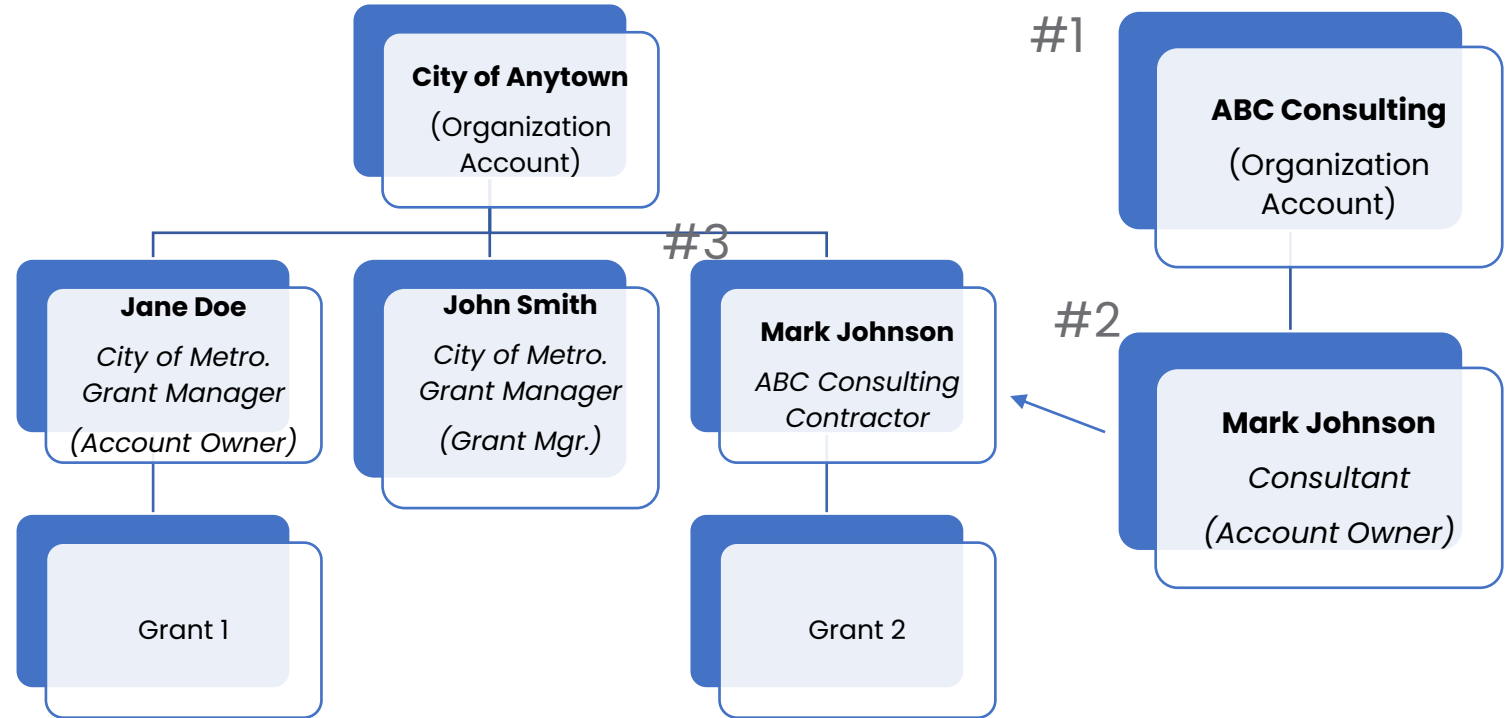 City of Anytown
(Organization
Account)
#1
ABC Consulting
(Organization
Account)
#3
Jane Doe
City of Metro.
Grant Manager
(Account Owner)
John Smith
City of Metro.
Grant Manager
(Grant Mgr.)
Mark Johnson
ABC Consulting
Contractor
#2
Mark Johnson
Consultant
(Account Owner)
Grant 1
Grant 2